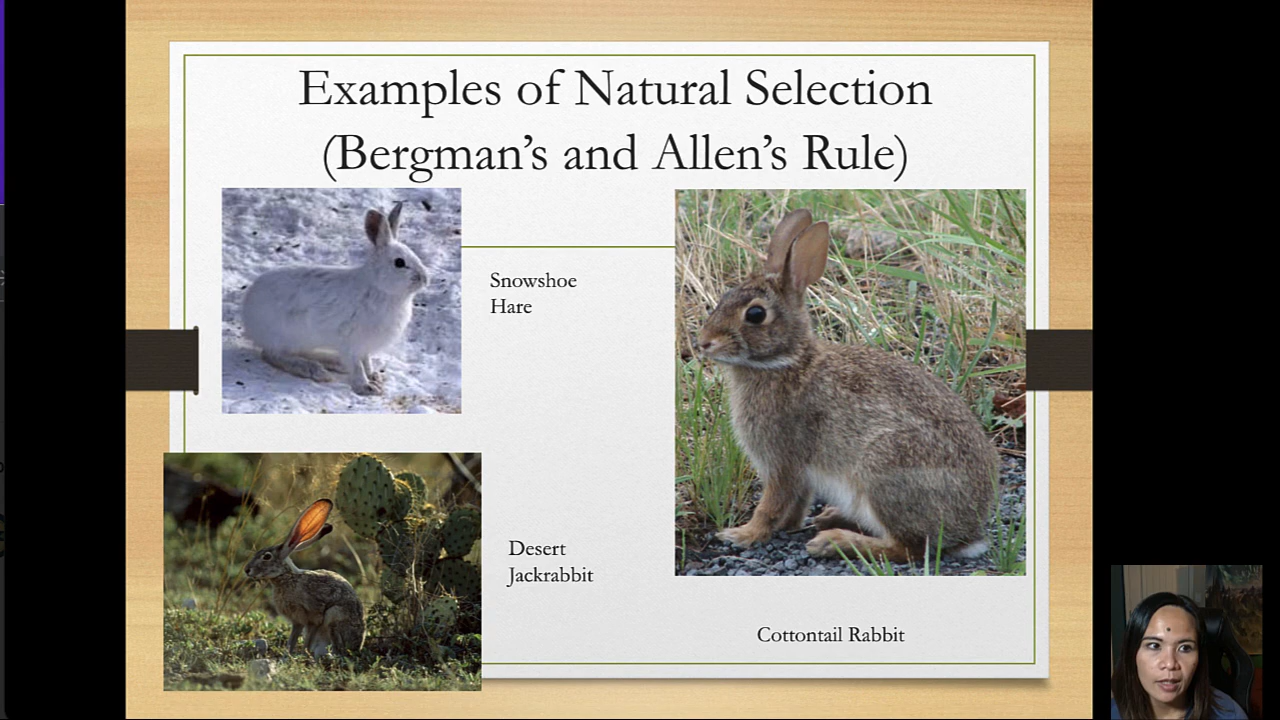 Examples of Natural Selection
(Bergman’s and Allen’s Rule)
Snowshoe
Hare
Desert
Jackrabbit
Cottontail Rabbit